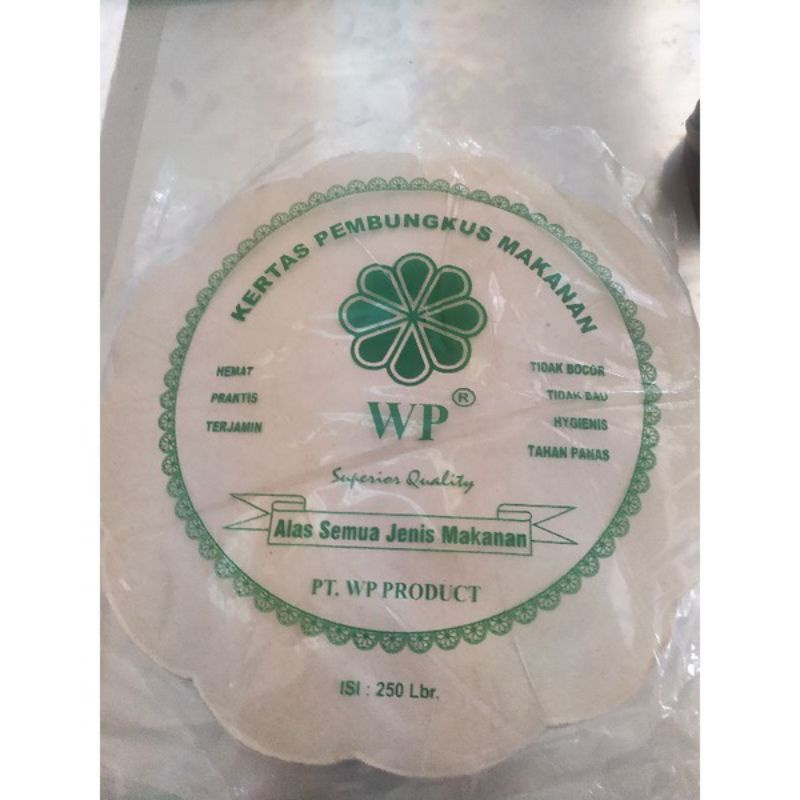 KERTAS PEMBUNGKUS MAKANAN
HEMAT
PRAKTIS
TERJAMIN
TIDAK BOCOR
TIDAK BAU
HYGIENIS
TAHAN PANAS
WP ®
Superior Quality
Alas Semua Jenis Makanan
PT. WP PRODUCT
ISI : 250 Lbr.